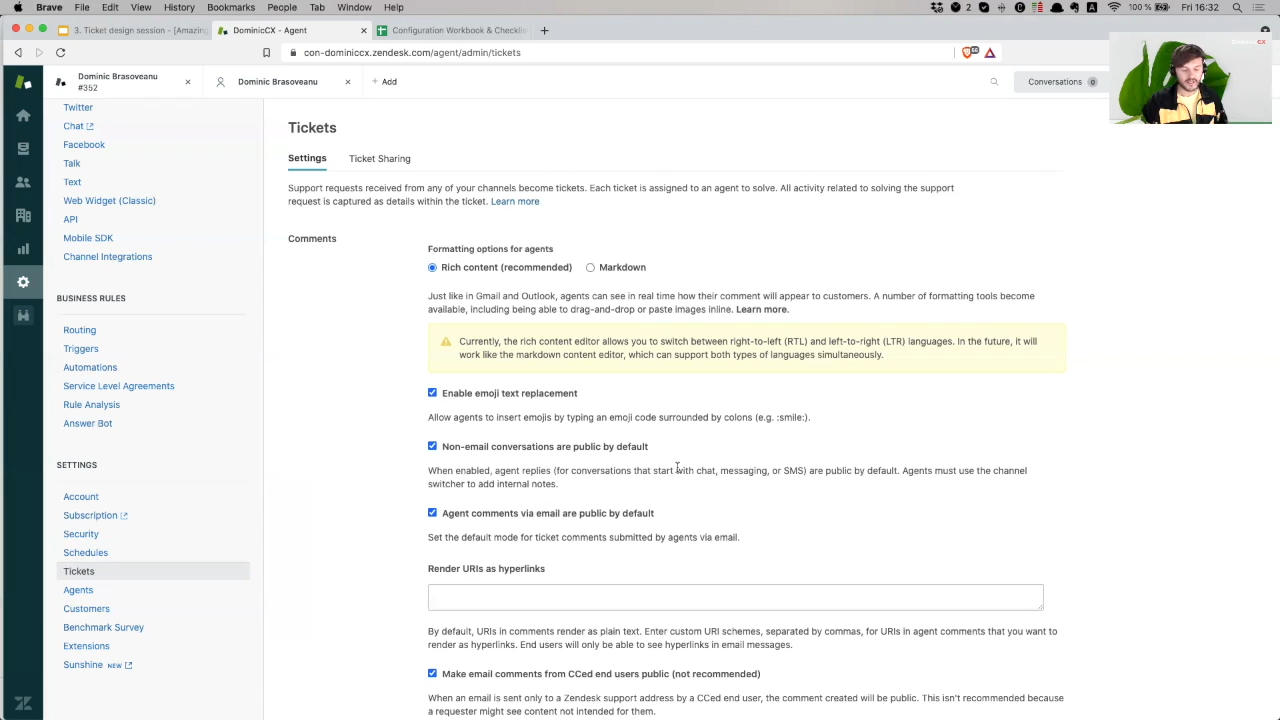 Brave
File
Edit
View
History
Bookmarks
People
Tab
Window
Help
100%
Fri 16:32
3. Ticket design session - [Amazing
DominicCX - Agent
Configuration Workbook & Checklis
con-dominiccx.zendesk.com/agent/admin/tickets
Dominic Brasoveanu
#352
Dominic Brasoveanu
+ Add
Conversations 0
Twitter
Chat
Facebook
Talk
Text
Web Widget (Classic)
API
Mobile SDK
Channel Integrations
BUSINESS RULES
Routing
Triggers
Automations
Service Level Agreements
Rule Analysis
Answer Bot
SETTINGS
Account
Subscription
Security
Schedules
Tickets
Agents
Customers
Benchmark Survey
Extensions
Sunshine NEW
Tickets
Settings
Ticket Sharing
Support requests received from any of your channels become tickets. Each ticket is assigned to an agent to solve. All activity related to solving the support
request is captured as details within the ticket. Learn more
Comments
Formatting options for agents
Rich content (recommended)
Markdown
Just like in Gmail and Outlook, agents can see in real time how their comment will appear to customers. A number of formatting tools become
available, including being able to drag-and-drop or paste images inline. Learn more.
Currently, the rich content editor allows you to switch between right-to-left (RTL) and left-to-right (LTR) languages. In the future, it will
work like the markdown content editor, which can support both types of languages simultaneously.
Enable emoji text replacement
Allow agents to insert emojis by typing an emoji code surrounded by colons (e.g. :smile:).
Non-email conversations are public by default
When enabled, agent replies (for conversations that start with chat, messaging, or SMS) are public by default. Agents must use the channel
switcher to add internal notes.
Agent comments via email are public by default
Set the default mode for ticket comments submitted by agents via email.
Render URIs as hyperlinks
By default, URIs in comments render as plain text. Enter custom URI schemes, separated by commas, for URIs in agent comments that you want to
render as hyperlinks. End users will only be able to see hyperlinks in email messages.
Make email comments from CCed end users public (not recommended)
When an email is sent only to a Zendesk support address by a CCed end user, the comment created will be public. This isn't recommended because
a requester might see content not intended for them.